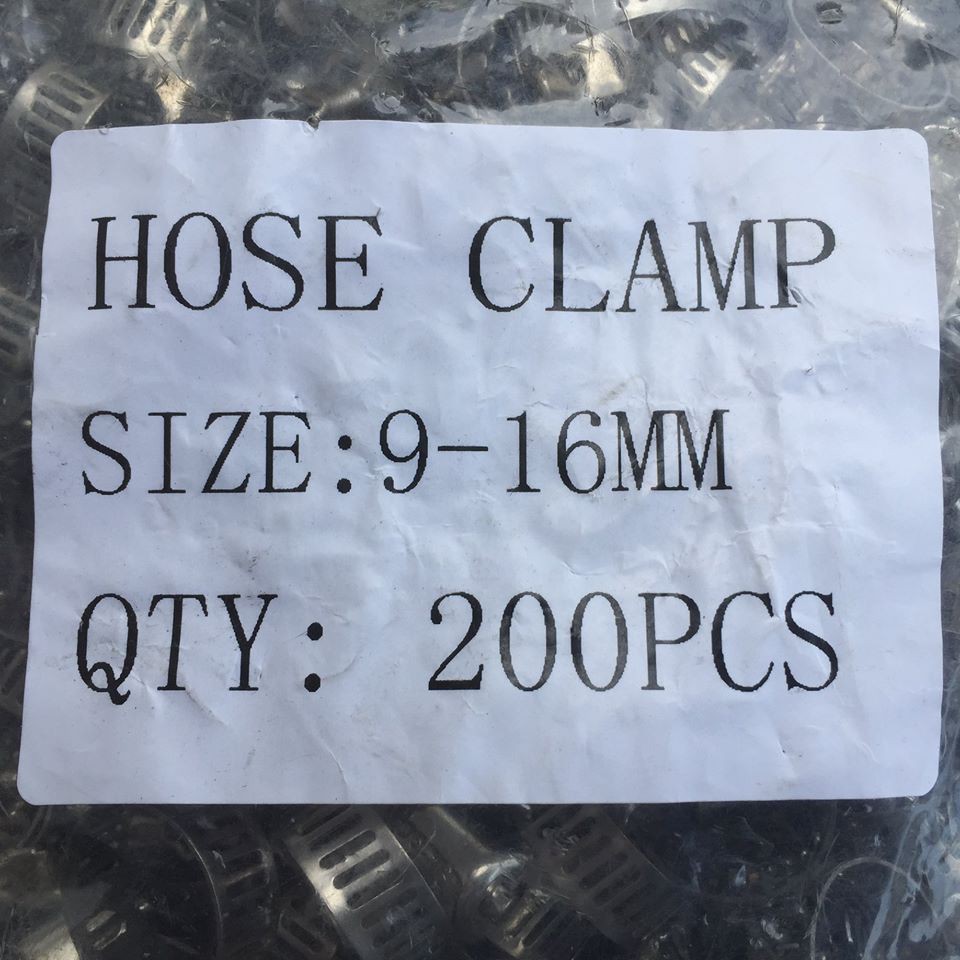 HOSE CLAMP
SIZE:9-16MM
QTY: 200PCS